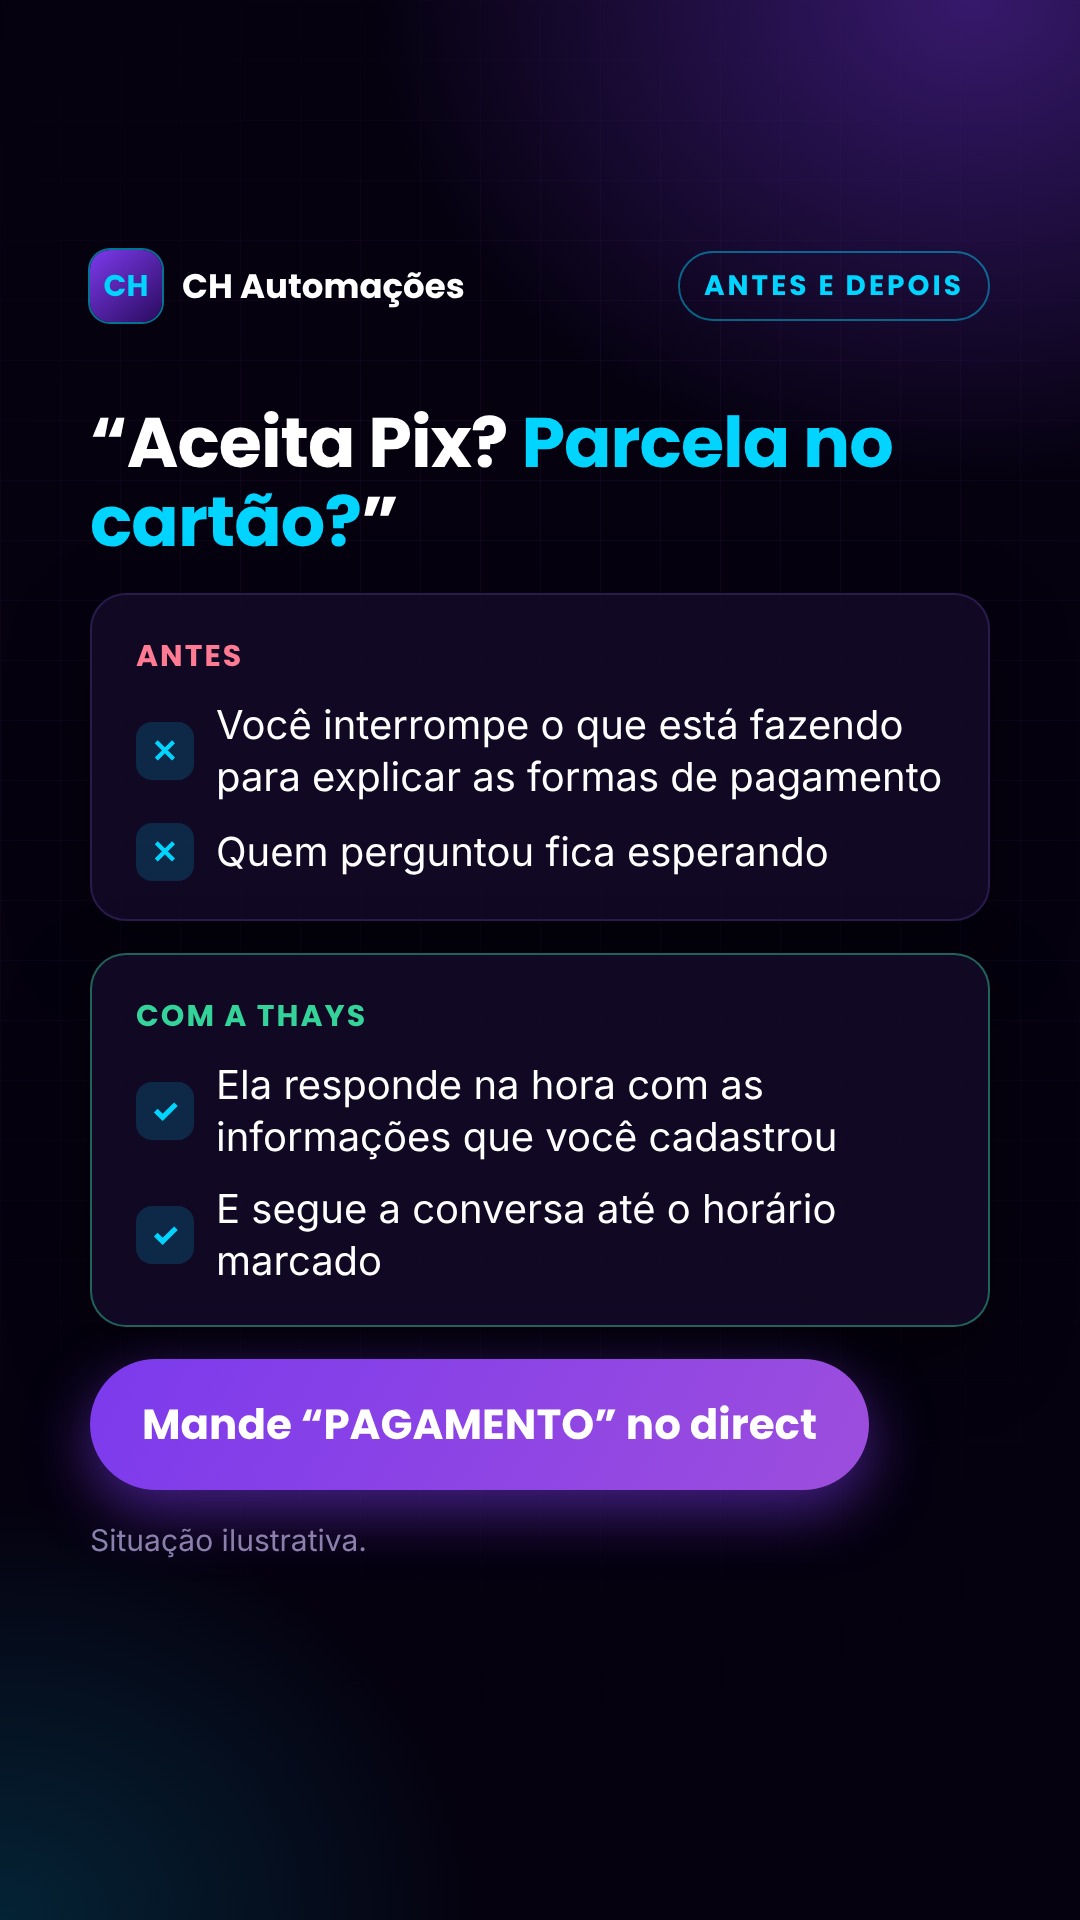 CH
CH Automações
ANTES E DEPOIS
“Aceita Pix? Parcela no
cartão?”
ANTES
Você interrompe o que está fazendo
para explicar as formas de pagamento
Quem perguntou fica esperando
COM A THAYS
Ela responde na hora com as
informações que você cadastrou
E segue a conversa até o horário
marcado
Mande “PAGAMENTO” no direct
Situação ilustrativa.